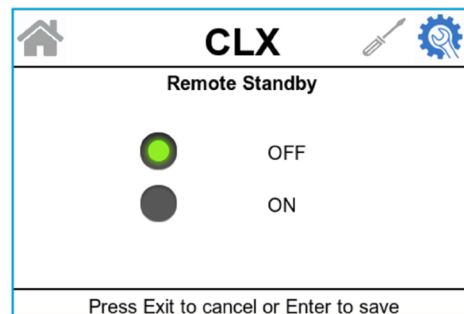 CLX
Remote Standby
OFF
ON
Press Exit to cancel or Enter to save